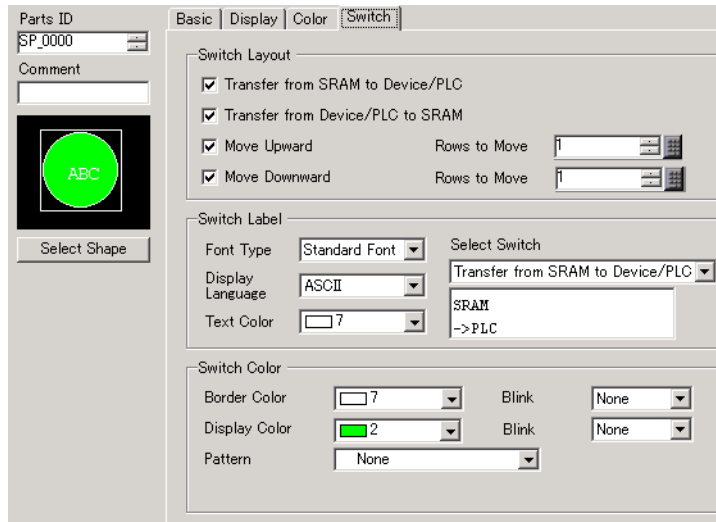 Parts ID
SP_0000
Comment
ABC
Select Shape
Basic Display Color Switch
Switch Layout
Transfer from SRAM to Device/PLC
Transfer from Device/PLC to SRAM
Move Upward Rows to Move 1
Move Downward Rows to Move 1
Switch Label
Font Type Standard Font
Display Language ASCII
Text Color 7
Select Switch
Transfer from SRAM to Device/PLC
SRAM
->PLC
Switch Color
Border Color 7 Blink None
Display Color 2 Blink None
Pattern None